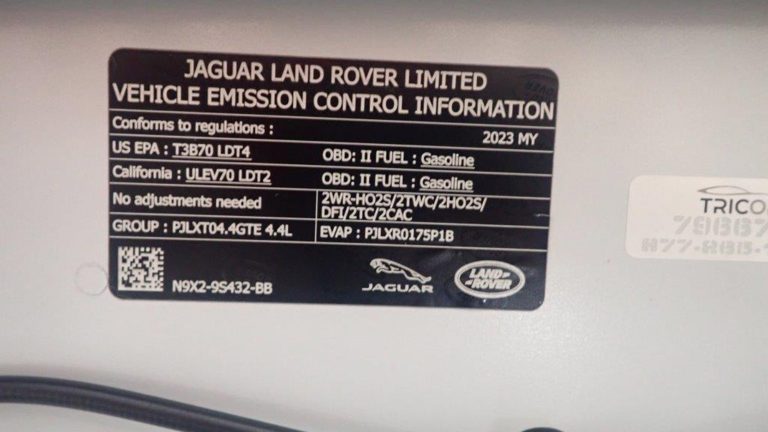 JAGUAR LAND ROVER LIMITED
VEHICLE EMISSION CONTROL INFORMATION
Conforms to regulations :
2023 MY
US EPA : T3B70 LDT4
OBD: II FUEL : Gasoline
California : ULEV70 LDT2
OBD: II FUEL : Gasoline
No adjustments needed
2WR-HO2S/2TWC/2HO2S/
DFI/2TC/2CAC
GROUP : PJLXT04.4GTE 4.4L
EVAP : PJLXR0175P1B
N9X2-9S432-BB
JAGUAR
LAND-
-ROVER
TRICO